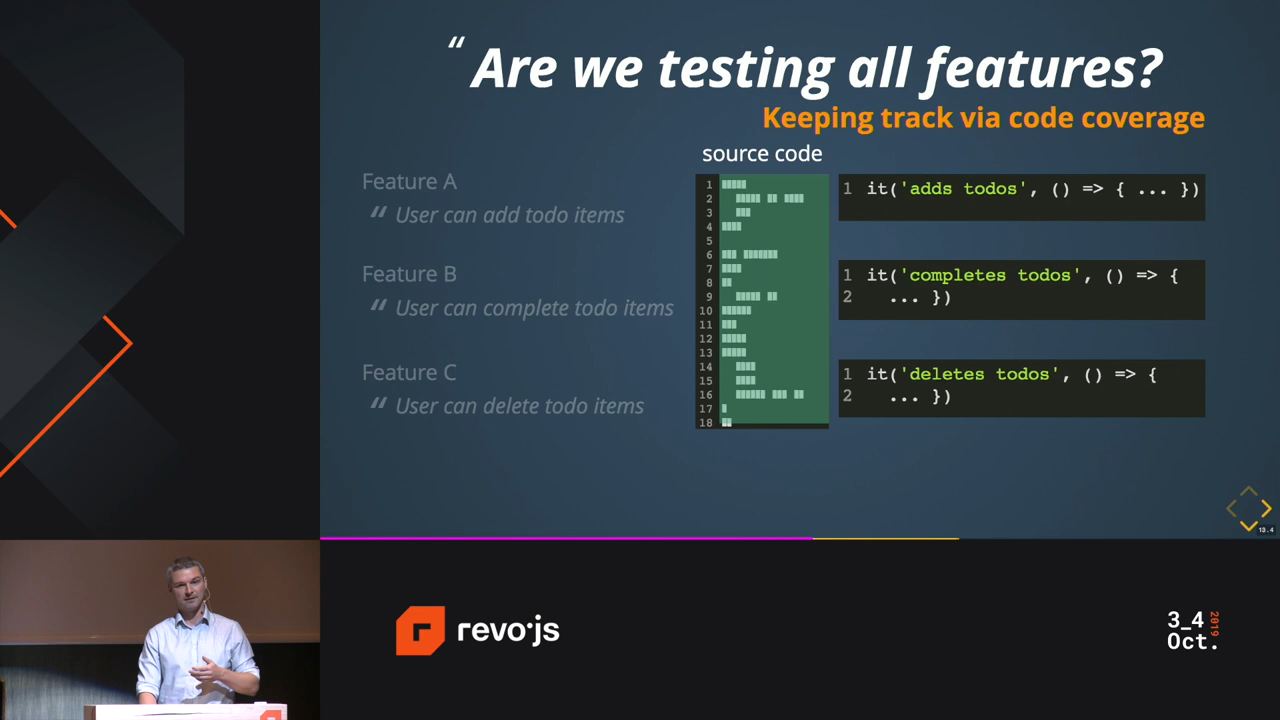 “ Are we testing all features?
Keeping track via code coverage
source code
Feature A
“ User can add todo items
Feature B
“ User can complete todo items
Feature C
“ User can delete todo items
1
2
3
4
5
6
7
8
9
10
11
12
13
14
15
16
17
18
1 it('adds todos', () => { ... })
1 it('completes todos', () => {
2 ... })
1 it('deletes todos', () => {
2 ... })
13.4
r revo·js
3_4
Oct.
2019